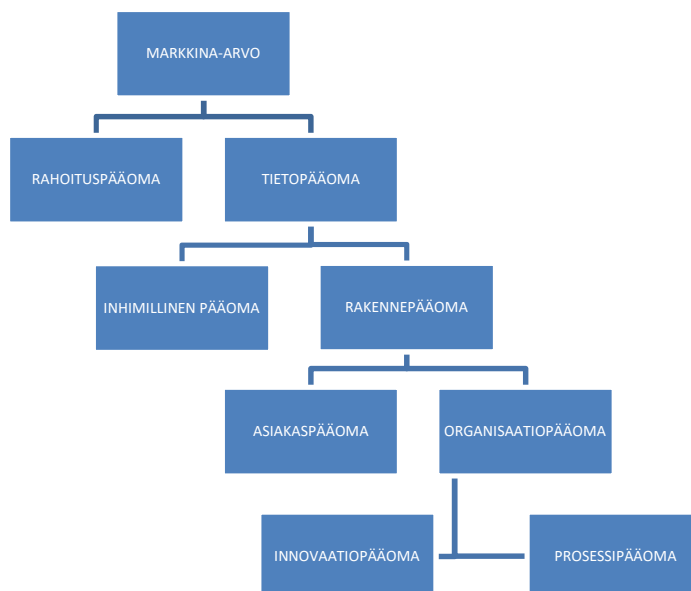 MARKKINA-ARVO
RAHOITUSPÄÄOMA
TIETOPÄÄOMA
INHIMILLINEN PÄÄOMA
RAKENNEPÄÄOMA
ASIAKASPÄÄOMA
ORGANISAATIOPÄÄOMA
INNOVAATIOPÄÄOMA
PROSESSIPÄÄOMA